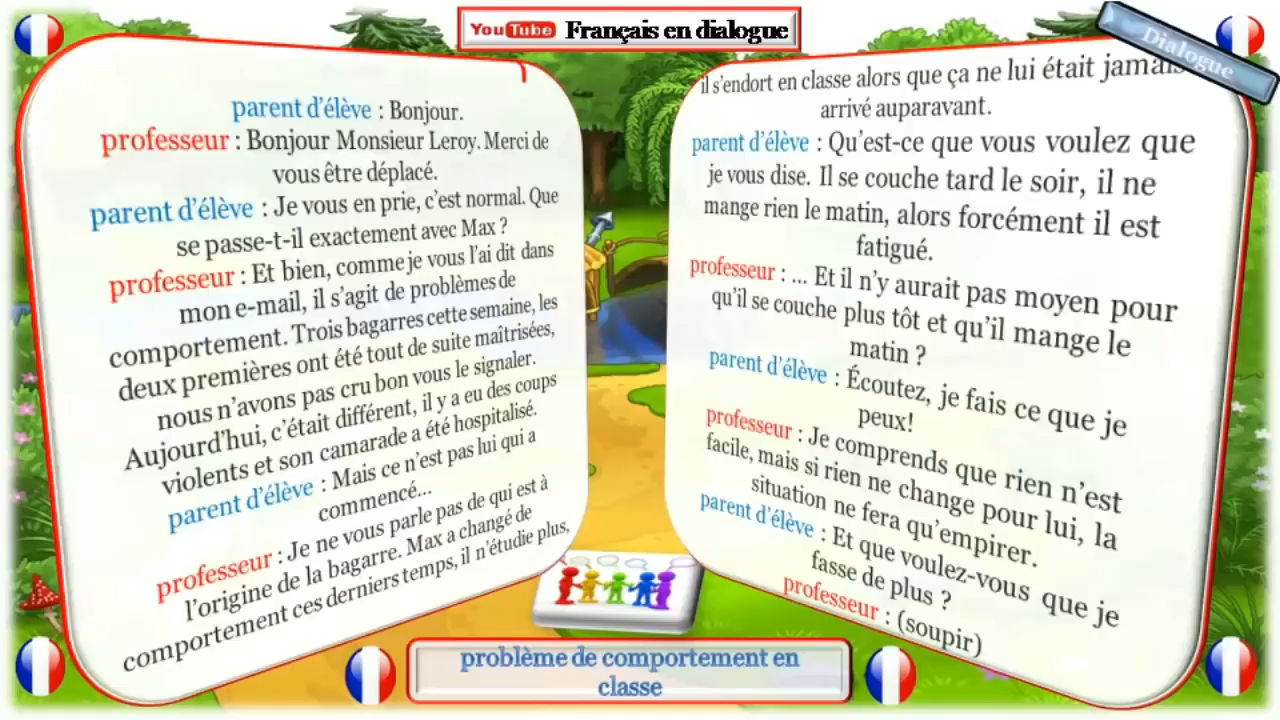 YouTube Français en dialogue
Dialogue
parent d'élève : Bonjour.
professeur : Bonjour Monsieur Leroy. Merci de
vous être déplacé.
parent d'élève : Je vous en prie, c'est normal. Que
se passe-t-il exactement avec Max ?
professeur : Et bien, comme je vous l'ai dit dans
mon e-mail, il s'agit de problèmes de
comportement. Trois bagarres cette semaine, les
deux premières ont été tout de suite maîtrisées,
nous n'avons pas cru bon vous le signaler.
Aujourd'hui, c'était différent, il y a eu des coups
violents et son camarade a été hospitalisé.
parent d'élève : Mais ce n'est pas lui qui a
commencé...
professeur : Je ne vous parle pas de qui est à
l'origine de la bagarre. Max a changé de
comportement ces derniers temps, il n'étudie plus,
il s'endort en classe alors que ça ne lui était jamais
arrivé auparavant.
parent d'élève : Qu'est-ce que vous voulez que
je vous dise. Il se couche tard le soir, il ne
mange rien le matin, alors forcément il est
fatigué.
professeur : ... Et il n'y aurait pas moyen pour
qu'il se couche plus tôt et qu'il mange le
matin ?
parent d'élève : Écoutez, je fais ce que je
peux!
professeur : Je comprends que rien n'est
facile, mais si rien ne change pour lui, la
situation ne fera qu'empirer.
parent d'élève : Et que voulez-vous que je
fasse de plus ?
professeur : (soupir)
problème de comportement en
classe